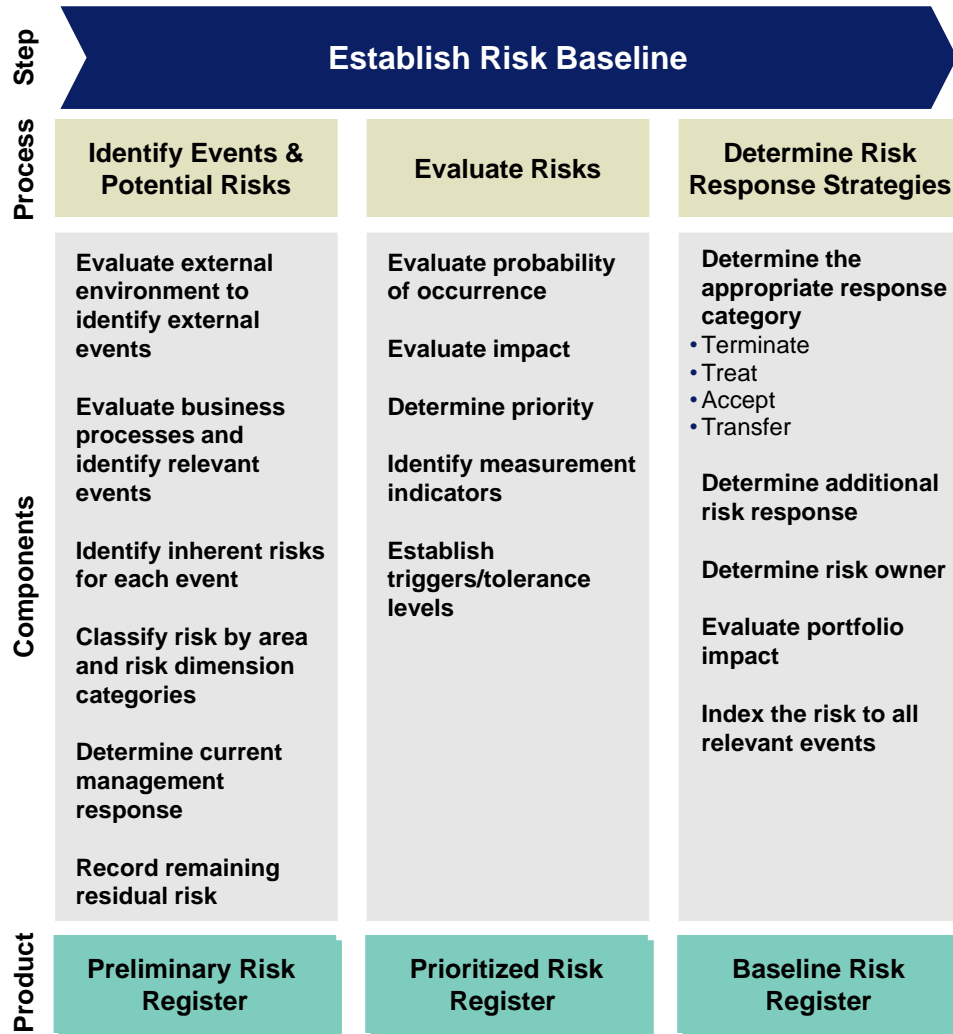 Step
Establish Risk Baseline
Process
Identify Events &
Potential Risks
Evaluate Risks
Determine Risk
Response Strategies
Components
Evaluate external
environment to
identify external
events
Evaluate business
processes and
identify relevant
events
Identify inherent risks
for each event
Classify risk by area
and risk dimension
categories
Determine current
management
response
Record remaining
residual risk
Evaluate probability
of occurrence
Evaluate impact
Determine priority
Identify measurement
indicators
Establish
triggers/tolerance
levels
Determine the
appropriate response
category
• Terminate
• Treat
• Accept
• Transfer
Determine additional
risk response
Determine risk owner
Evaluate portfolio
impact
Index the risk to all
relevant events
Product
Preliminary Risk
Register
Prioritized Risk
Register
Baseline Risk
Register